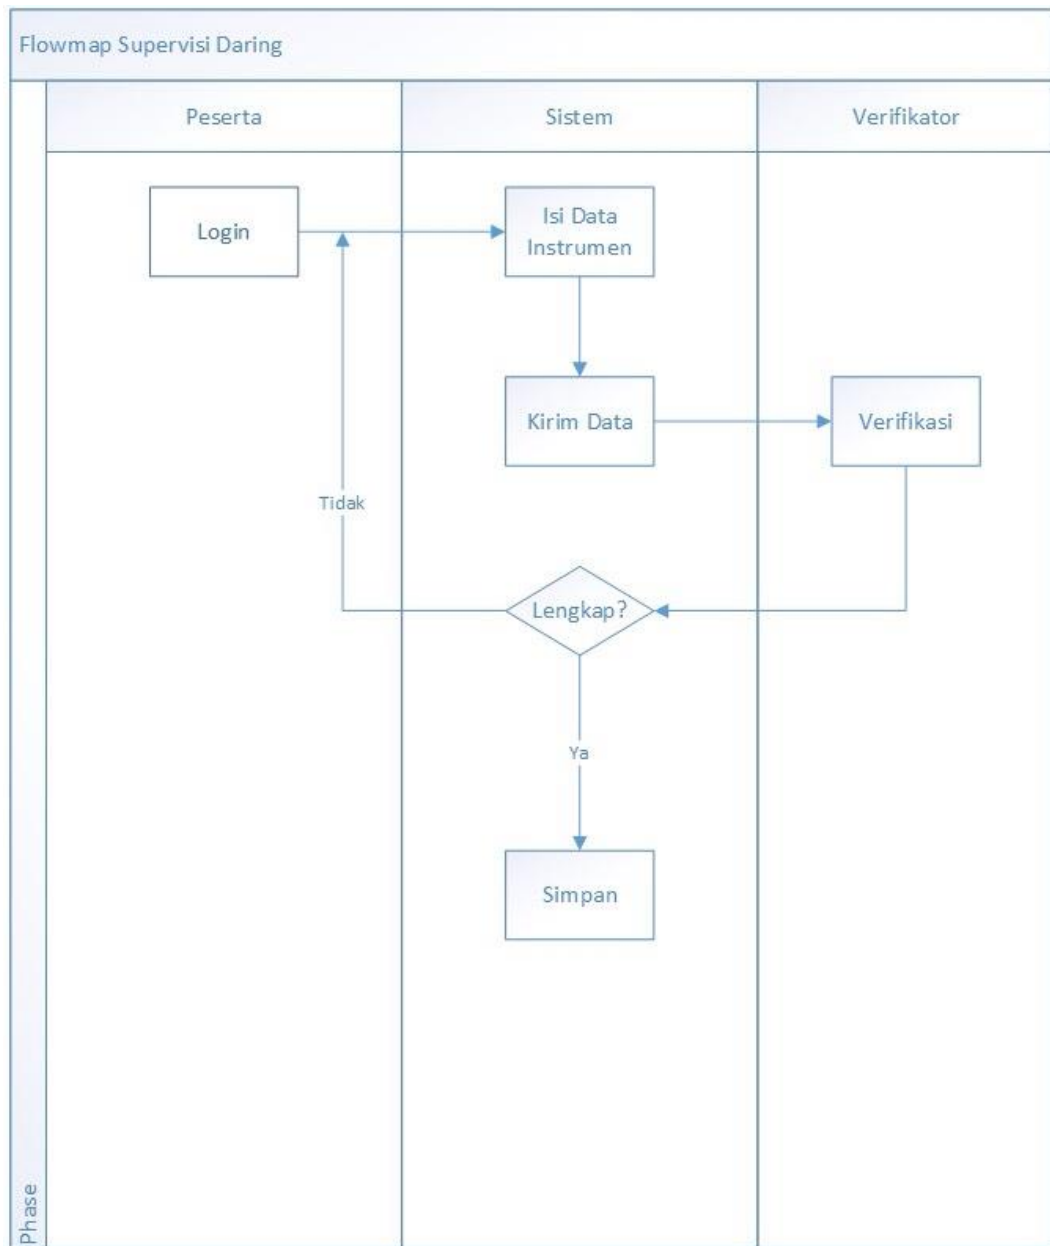 Flowmap Supervisi Daring
Peserta
Sistem
Verifikator
Login
Isi Data
Instrumen
Kirim Data
Verifikasi
Tidak
Lengkap?
Ya
Simpan
Phase